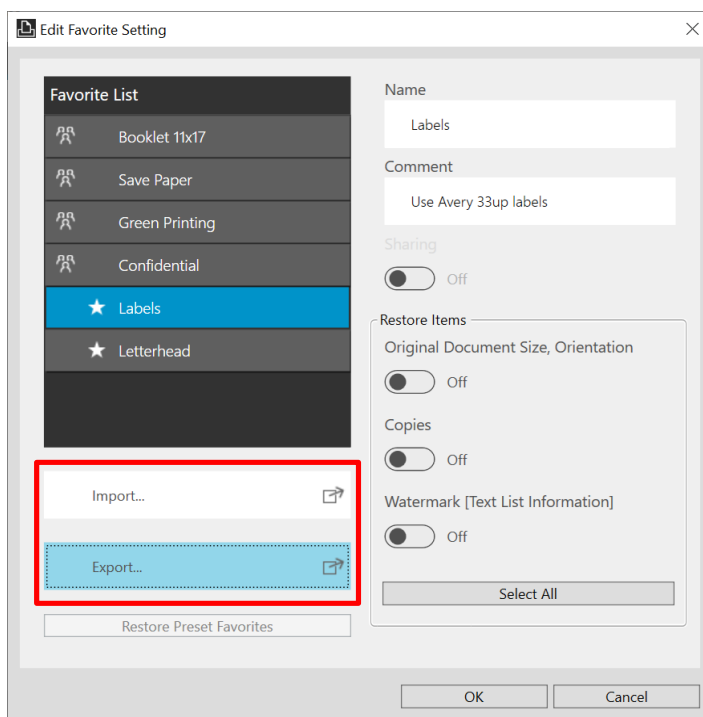 Edit Favorite Setting
Favorite List
Booklet 11x17
Save Paper
Green Printing
Confidential
Labels
Letterhead
Import...
Export...
Restore Preset Favorites
Name
Labels
Comment
Use Avery 33up labels
Sharing
Off
Restore Items
Original Document Size, Orientation
Off
Copies
Off
Watermark [Text List Information]
Off
Select All
OK
Cancel